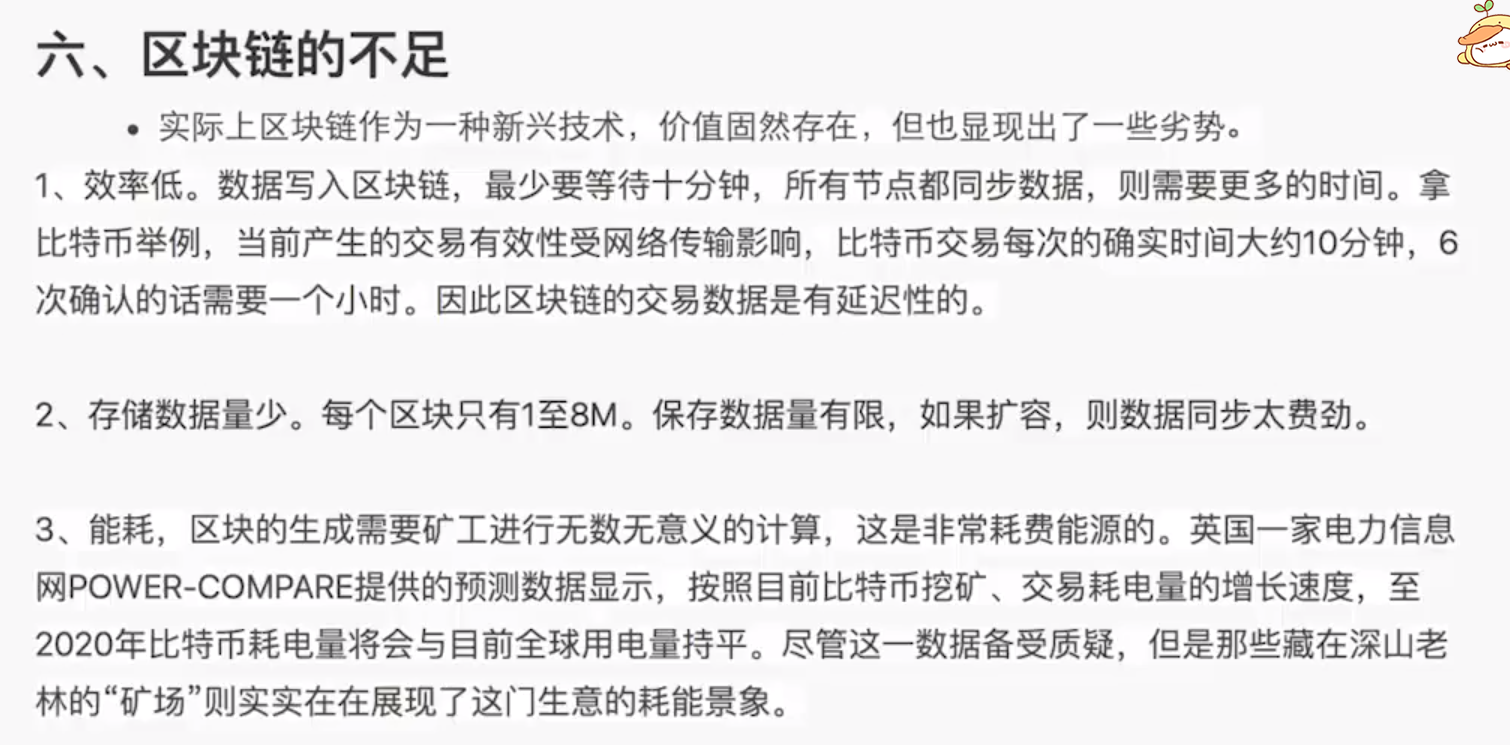 六、区块链的不足
• 实际上区块链作为一种新兴技术，价值固然存在，但也显现出了一些劣势。
1、效率低。数据写入区块链，最少要等待十分钟，所有节点都同步数据，则需要更多的时间。拿
比特币举例，当前产生的交易有效性受网络传输影响，比特币交易每次的确实时间大约10分钟，6
次确认的话需要一个小时。因此区块链的交易数据是有延迟性的。
2、存储数据量少。每个区块只有1至8M。保存数据量有限，如果扩容，则数据同步太费劲。
3、能耗，区块的生成需要矿工进行无数无意义的计算，这是非常耗费能源的。英国一家电力信息
网POWER-COMPARE提供的预测数据显示，按照目前比特币挖矿、交易耗电量的增长速度，至
2020年比特币耗电量将会与目前全球用电量持平。尽管这一数据备受质疑，但是那些藏在深山老
林的“矿场”则实实在在展现了这门生意的耗能景象。